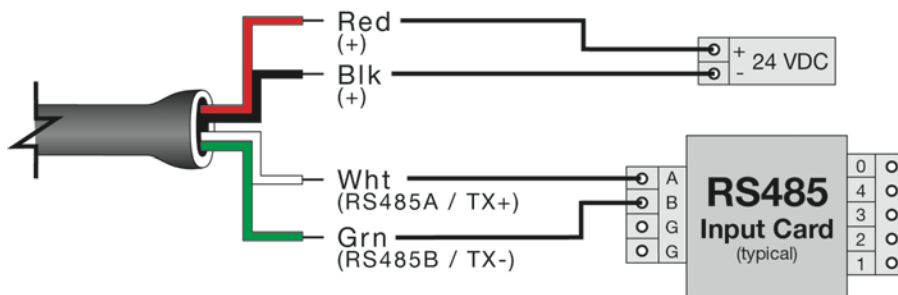 Red
(+)
Blk
(+)
+
-
24 VDC
Wht
(RS485A / TX+)
Grn
(RS485B / TX-)
A
B
G
G
RS485
Input Card
(typical)
0
4
3
2
1